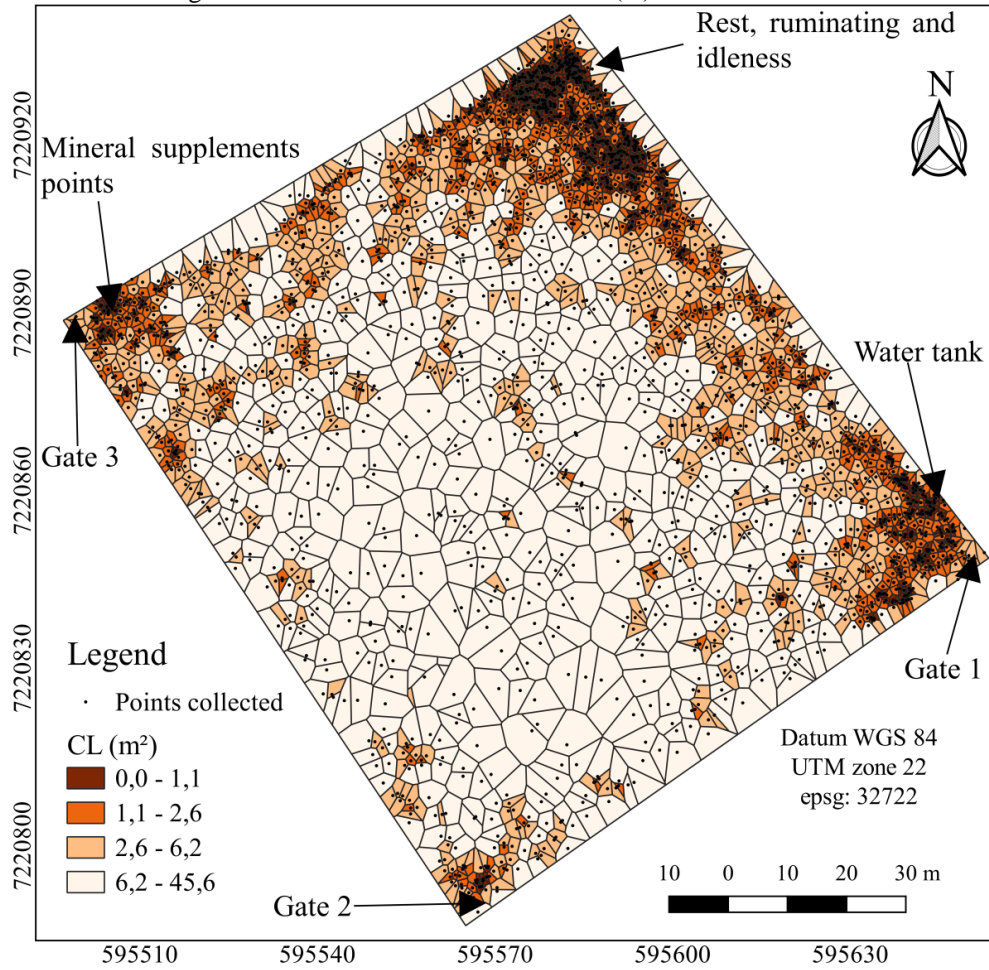 Rest, ruminating and
idleness
N
Mineral supplements
points
Water tank
Gate 3
Gate 1
Gate 2
Legend
Points collected
CL (m²)
0,0 - 1,1
1,1 - 2,6
2,6 - 6,2
6,2 - 45,6
Datum WGS 84
UTM zone 22
epsg: 32722
10 0 10 20 30 m
7220920
7220890
7220860
7220830
7220800
595510 595540 595570 595600 595630